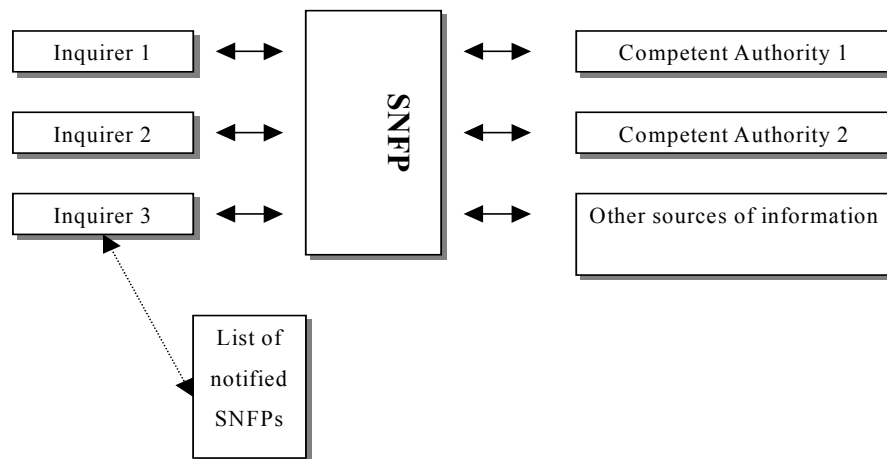 Inquirer 1
Competent Authority 1
SNFP
Inquirer 2
Competent Authority 2
Inquirer 3
Other sources of information
List of
notified
SNFPs